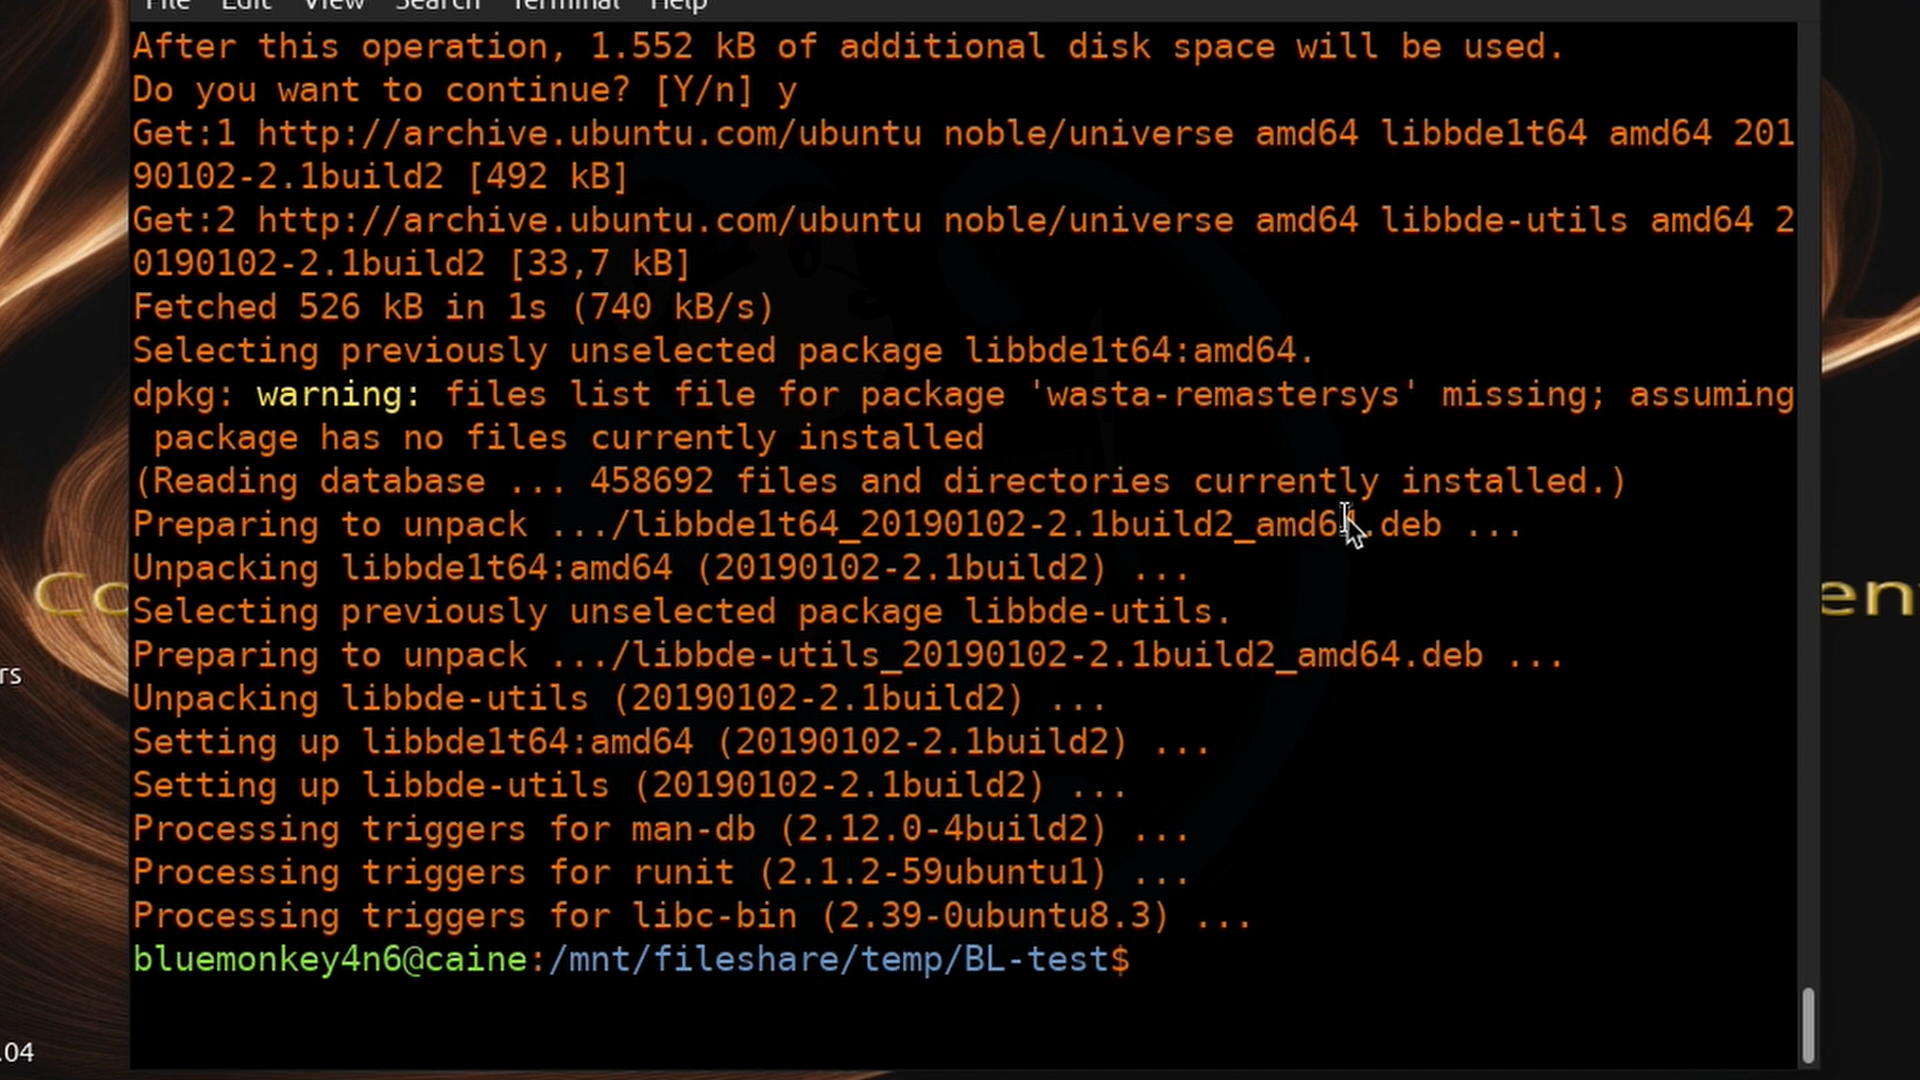 File Edit View Search Terminal Help
After this operation, 1.552 kB of additional disk space will be used.
Do you want to continue? [Y/n] y
Get:1 http://archive.ubuntu.com/ubuntu noble/universe amd64 libbde1t64 amd64 201
90102-2.1build2 [492 kB]
Get:2 http://archive.ubuntu.com/ubuntu noble/universe amd64 libbde-utils amd64 2
0190102-2.1build2 [33,7 kB]
Fetched 526 kB in 1s (740 kB/s)
Selecting previously unselected package libbde1t64:amd64.
dpkg: warning: files list file for package 'wasta-remastersys' missing; assuming
 package has no files currently installed
(Reading database ... 458692 files and directories currently installed.)
Preparing to unpack .../libbde1t64_20190102-2.1build2_amd64.deb ...
Unpacking libbde1t64:amd64 (20190102-2.1build2) ...
Selecting previously unselected package libbde-utils.
Preparing to unpack .../libbde-utils_20190102-2.1build2_amd64.deb ...
Unpacking libbde-utils (20190102-2.1build2) ...
Setting up libbde1t64:amd64 (20190102-2.1build2) ...
Setting up libbde-utils (20190102-2.1build2) ...
Processing triggers for man-db (2.12.0-4build2) ...
Processing triggers for runit (2.1.2-59ubuntu1) ...
Processing triggers for libc-bin (2.39-0ubuntu8.3) ...
bluemonkey4n6@caine:/mnt/fileshare/temp/BL-test$
Co
en
rs
.04